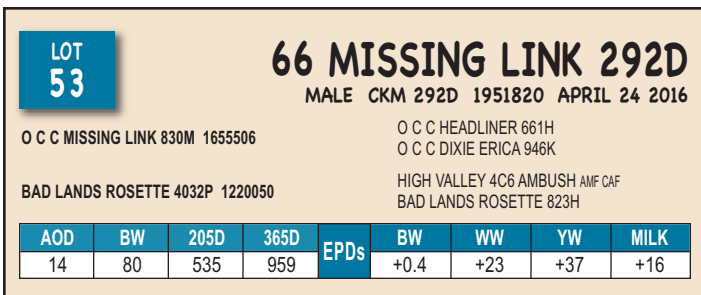 LOT
53
66 MISSING LINK 292D
MALE CKM 292D 1951820 APRIL 24 2016
O C C MISSING LINK 830M 1655506
O C C HEADLINER 661H
O C C DIXIE ERICA 946K
BAD LANDS ROSETTE 4032P 1220050
HIGH VALLEY 4C6 AMBUSH AMF CAF
BAD LANDS ROSETTE 823H
AOD BW 205D 365D EPDs BW WW YW MILK
14 80 535 959 +0.4 +23 +37 +16